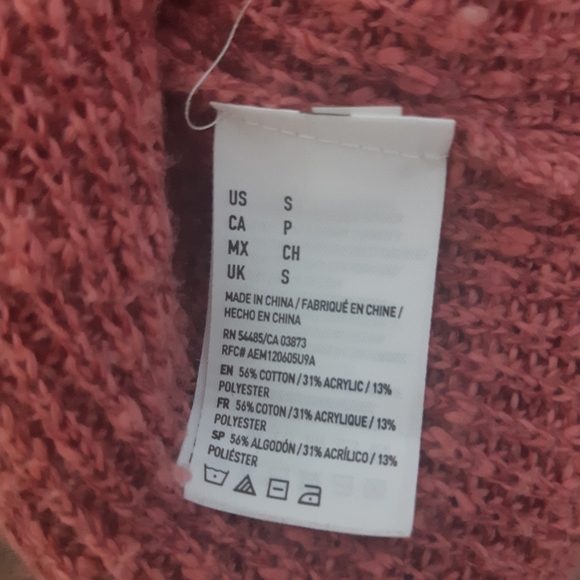 US S
CA P
MX CH
UK S
MADE IN CHINA / FABRIQUÉ EN CHINE /
HECHO EN CHINA
RN 54485/CA 03873
RFC# AEM120605U9A
EN 56% COTTON / 31% ACRYLIC / 13%
POLYESTER
FR 56% COTON / 31% ACRYLIQUE / 13%
POLYESTER
SP 56% ALGODÓN / 31% ACRÍLICO / 13%
POLIÉSTER